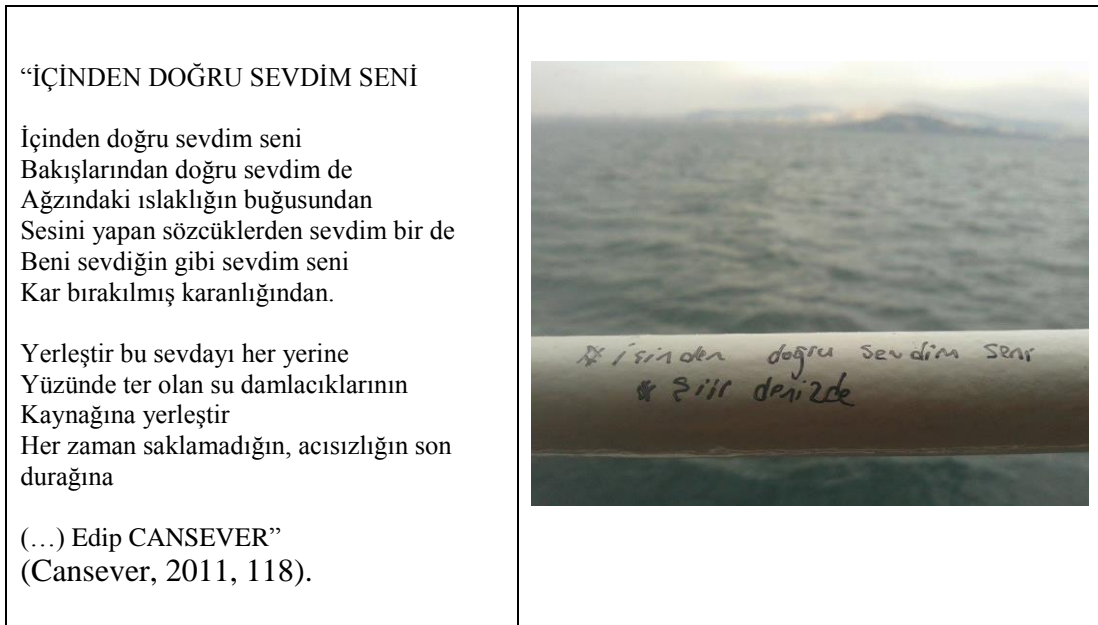 “İÇİNDEN DOĞRU SEVDİM SENİ
İçinden doğru sevdim seni
Bakışlarından doğru sevdim de
Ağzındaki ıslaklığın buğusundan
Sesini yapan sözcüklerden sevdim bir de
Beni sevdiğin gibi sevdim seni
Kar bırakılmış karanlığından.
Yerleştir bu sevdayı her yerine
Yüzünde ter olan su damlacıklarının
Kaynağına yerleştir
Her zaman saklamadığın, acısızlığın son
durağına
(…) Edip CANSEVER”
(Cansever, 2011, 118).
* içinden doğru sevdim seni
* Şiir denizde